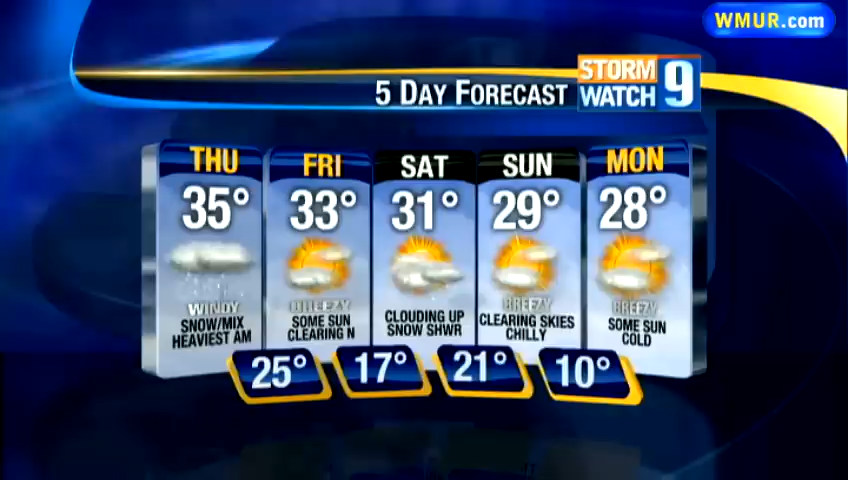 WMUR.com
5 DAY FORECAST
STORM
WATCH 9
THU FRI SAT SUN MON
35° 33° 31° 29° 28°
WINDY BREEZY BREEZY BREEZY
SNOW/MIX SOME SUN CLOUDING UP CLEARING SKIES SOME SUN
HEAVIEST AM CLEARING N SNOW SHWR CHILLY COLD
25° 17° 21° 10°